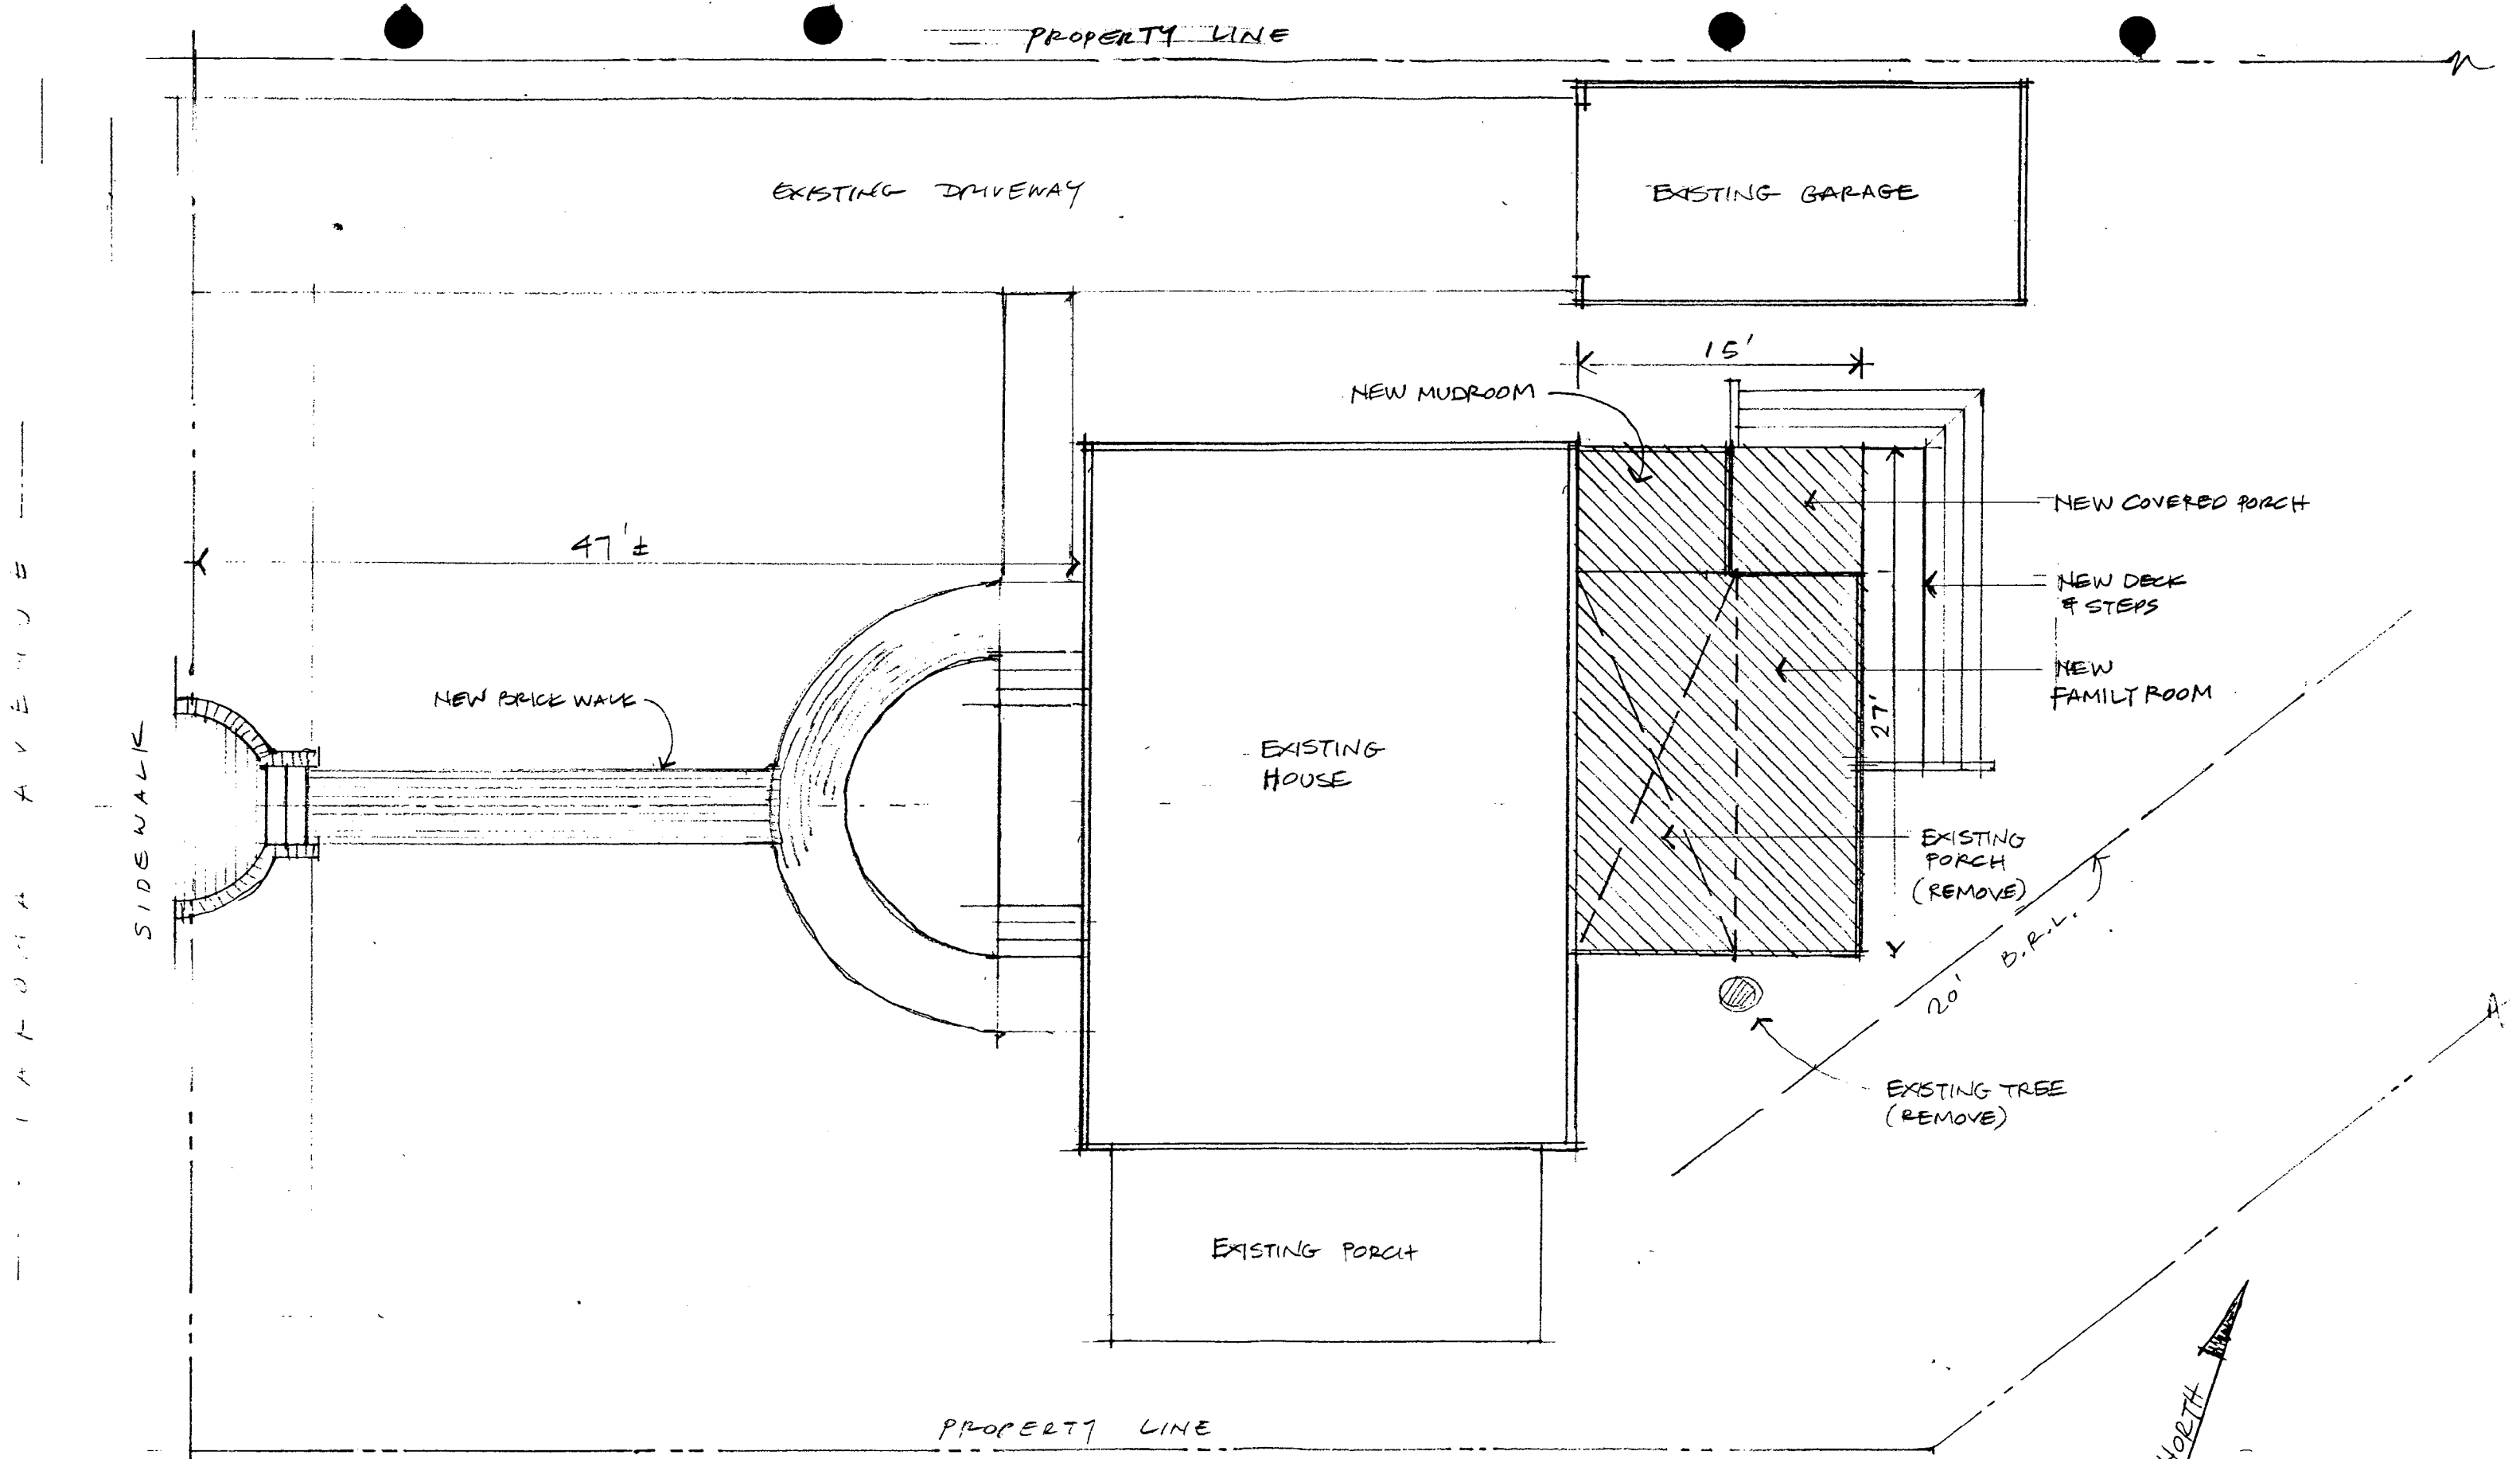 PROPERTY LINE
EXISTING DRIVEWAY
EXISTING GARAGE
15'
NEW MUDROOM
NEW COVERED PORCH
47'±
NEW DECK
& STEPS
NEW
FAMILY ROOM
NEW BRICK WALK
27'
EXISTING
HOUSE
SIDEWALK
AVENUE
EXISTING
PORCH
(REMOVE)
20' B.R.L.
EXISTING TREE
(REMOVE)
EXISTING PORCH
PROPERTY LINE
NORTH